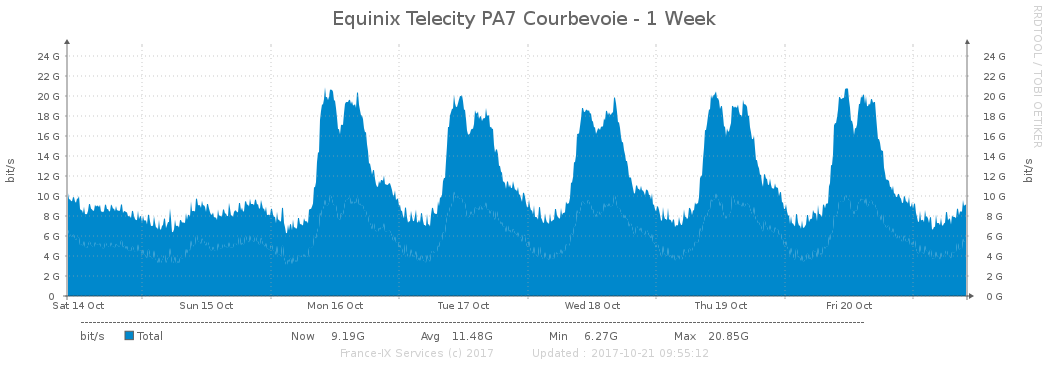 Equinix Telecity PA7 Courbevoie - 1 Week
RRDTOOL / TOBI OETIKER
24 G 24 G
22 G 22 G
20 G 20 G
18 G 18 G
16 G 16 G
14 G 14 G
12 G 12 G
10 G 10 G
8 G 8 G
6 G 6 G
4 G 4 G
2 G 2 G
0 0 G
bit/s
bit/s
Sat 14 Oct Sun 15 Oct Mon 16 Oct Tue 17 Oct Wed 18 Oct Thu 19 Oct Fri 20 Oct
bit/s Total Now 9.19G Avg 11.48G Min 6.27G Max 20.85G
France-IX Services (c) 2017 Updated : 2017-10-21 09:55:12